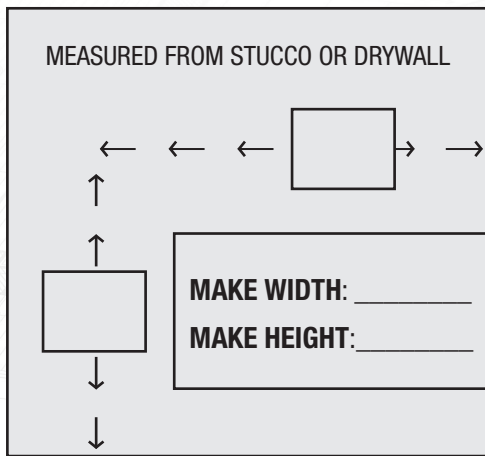 MEASURED FROM STUCCO OR DRYWALL
MAKE WIDTH: ________
MAKE HEIGHT:________